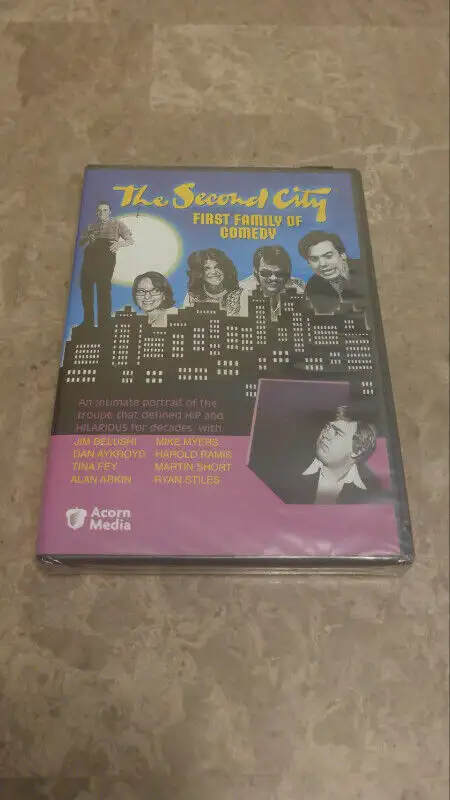 The Second City
FIRST FAMILY OF
COMEDY
An intimate portrait of the
troupe that defined HIP and
HILARIOUS for decades, with
JIM BELUSHI MIKE MYERS
DAN AYKROYD HAROLD RAMIS
TINA FEY MARTIN SHORT
ALAN ARKIN RYAN STILES
Acorn
Media